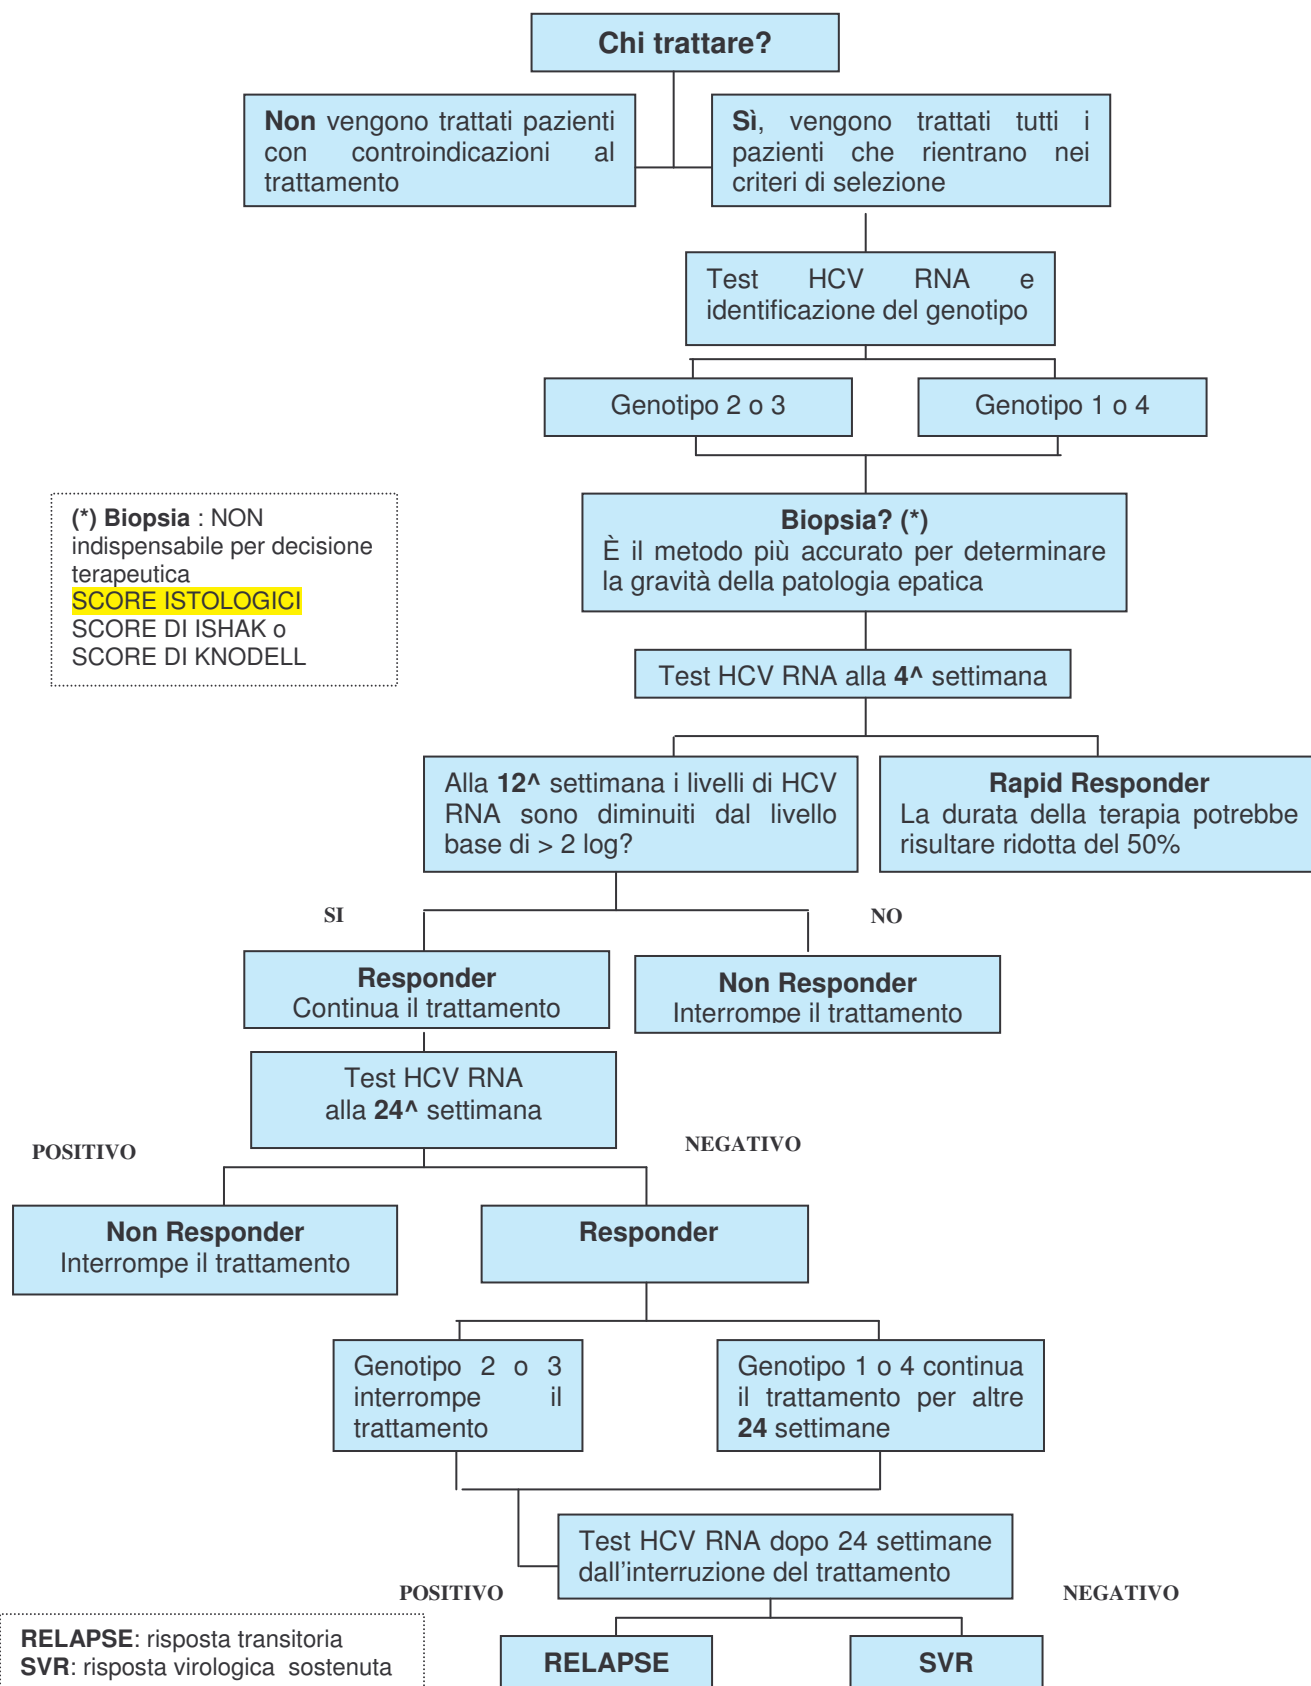 Chi trattare?
Non vengono trattati pazienti
con controindicazioni al
trattamento
Sì, vengono trattati tutti i
pazienti che rientrano nei
criteri di selezione
Test HCV RNA e
identificazione del genotipo
Genotipo 2 o 3
Genotipo 1 o 4
(*) Biopsia : NON
indispensabile per decisione
terapeutica
SCORE ISTOLOGICI
SCORE DI ISHAK o
SCORE DI KNODELL
Biopsia? (*)
È il metodo più accurato per determinare
la gravità della patologia epatica
Test HCV RNA alla 4^ settimana
Alla 12^ settimana i livelli di HCV
RNA sono diminuiti dal livello
base di > 2 log?
Rapid Responder
La durata della terapia potrebbe
risultare ridotta del 50%
SI
NO
Responder
Continua il trattamento
Non Responder
Interrompe il trattamento
Test HCV RNA
alla 24^ settimana
POSITIVO
NEGATIVO
Non Responder
Interrompe il trattamento
Responder
Genotipo 2 o 3
interrompe il
trattamento
Genotipo 1 o 4 continua
il trattamento per altre
24 settimane
Test HCV RNA dopo 24 settimane
dall'interruzione del trattamento
POSITIVO
NEGATIVO
RELAPSE: risposta transitoria
SVR: risposta virologica sostenuta
RELAPSE
SVR